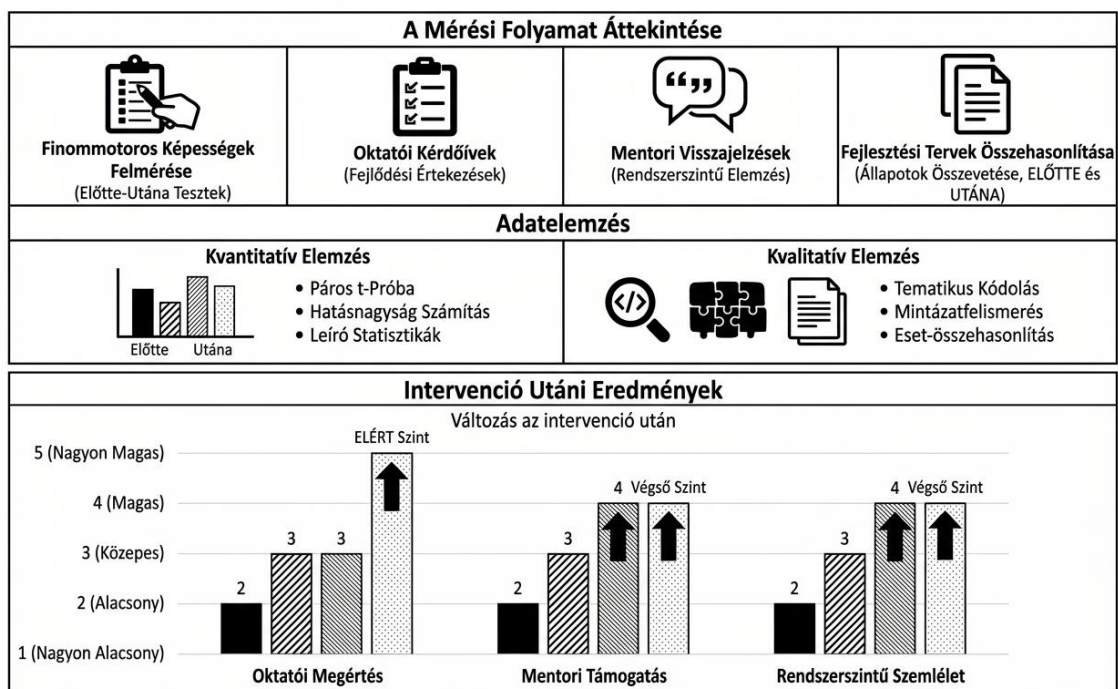 A Mérési Folyamat Áttekintése
Finommotoros Képességek
Felmérése
(Előtte-Utána Tesztek)
Oktatói Kérdőívek
(Fejlődési Értekezések)
Mentori Visszajelzések
(Rendszerszintű Elemzés)
Fejlesztési Tervek Összehasonlítása
(Állapotok Összevetése, ELŐTTE és
UTÁNA)
Adatelemzés
Kvantitatív Elemzés
Előtte Utána
• Páros t-Próba
• Hatásnagyság Számítás
• Leíró Statisztikák
Kvalitatív Elemzés
</>
• Tematikus Kódolás
• Mintázatfelismerés
• Eset-összehasonlítás
Intervenció Utáni Eredmények
Változás az intervenció után
5 (Nagyon Magas)
4 (Magas)
3 (Közepes)
2 (Alacsony)
1 (Nagyon Alacsony)
2 3 3 ELÉRT Szint
Oktatói Megértés
2 3 4 Végső Szint
Mentori Támogatás
2 3 4 Végső Szint
Rendszerszintű Szemlélet